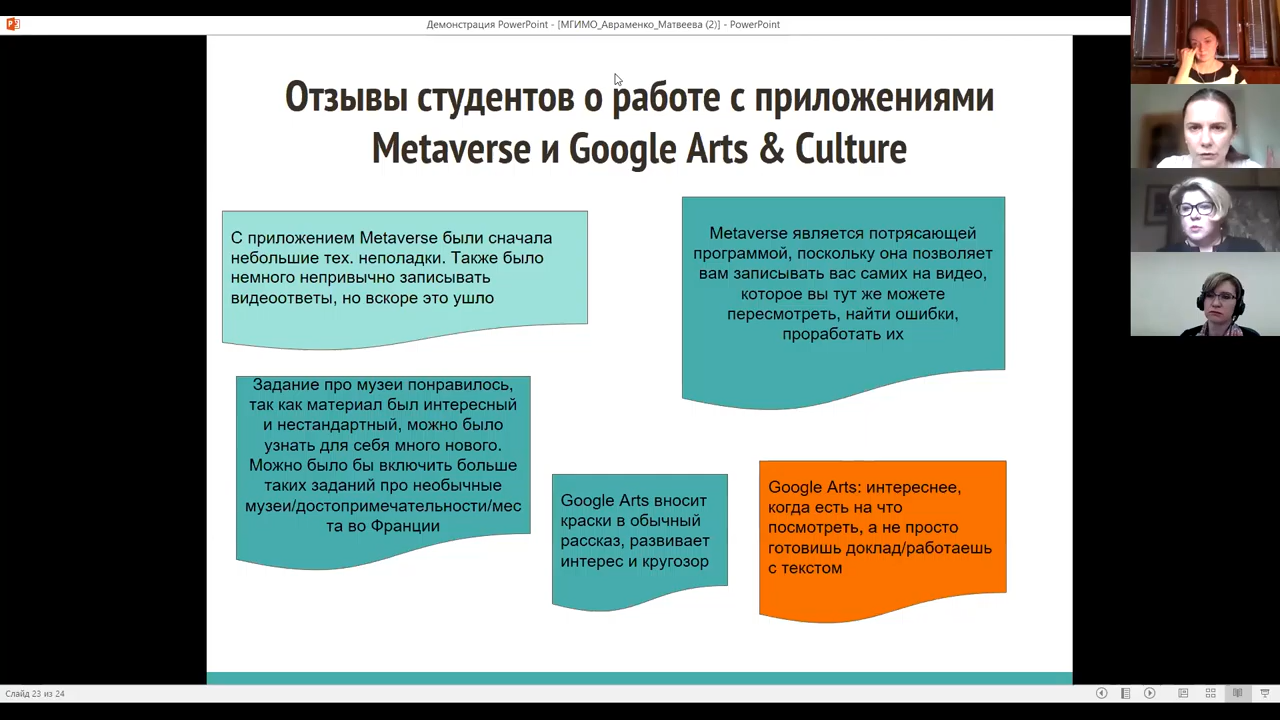 Демонстрация PowerPoint - [МГИМО_Авраменко_Матвеева (2)] - PowerPoint
Отзывы студентов о работе с приложениями
Metaverse и Google Arts & Culture
С приложением Metaverse были сначала
небольшие тех. неполадки. Также было
немного непривычно записывать
видеоответы, но вскоре это ушло
Metaverse является потрясающей
программой, поскольку она позволяет
вам записывать вас самих на видео,
которое вы тут же можете
пересмотреть, найти ошибки,
проработать их
Задание про музеи понравилось,
так как материал был интересный
и нестандартный, можно было
узнать для себя много нового.
Можно было бы включить больше
таких заданий про необычные
музеи/достопримечательности/мес
та во Франции
Google Arts вносит
краски в обычный
рассказ, развивает
интерес и кругозор
Google Arts: интереснее,
когда есть на что
посмотреть, а не просто
готовишь доклад/работаешь
с текстом
Слайд 23 из 24